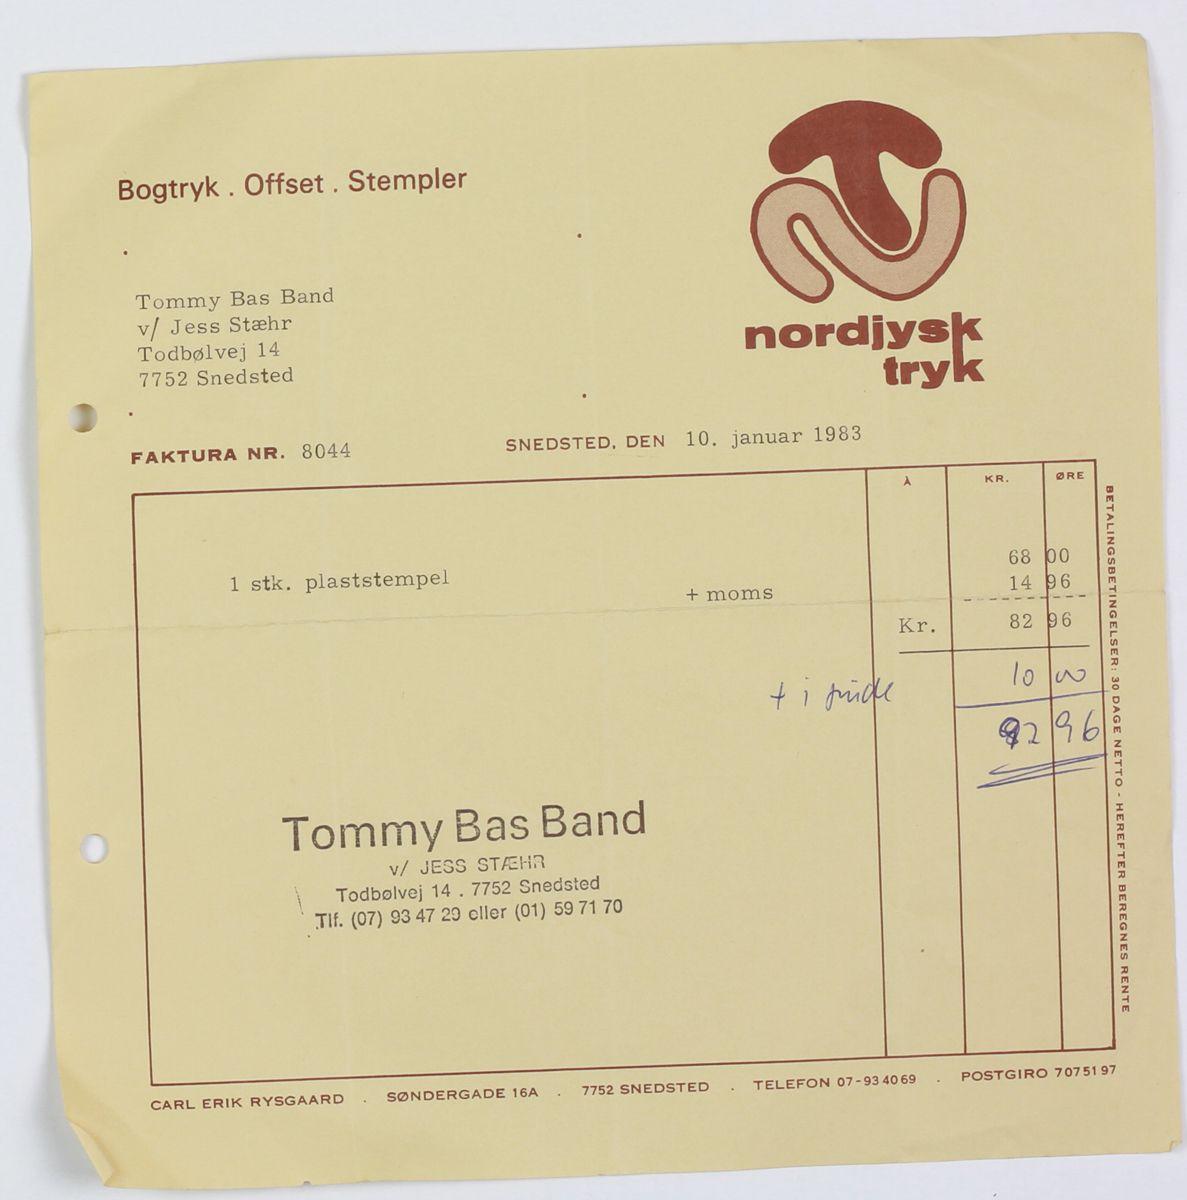 Bogtryk . Offset . Stempler
nordjysk
tryk
Tommy Bas Band
v/ Jess Stæhr
Todbølvej 14
7752 Snedsted
FAKTURA NR. 8044
SNEDSTED, DEN 10. januar 1983
À KR. ØRE
1 stk. plaststempel 68 00
+ moms 14 96
Kr. 82 96
+ i 10 00
92 96
Tommy Bas Band
v/ JESS STÆHR
Todbølvej 14 . 7752 Snedsted
Tlf. (07) 93 47 29 eller (01) 59 71 70
BETALINGSBETINGELSER: 30 DAGE NETTO - HEREFTER BEREGNES RENTE
CARL ERIK RYSGAARD . SØNDERGADE 16A . 7752 SNEDSTED . TELEFON 07-934069 . POSTGIRO 7075197